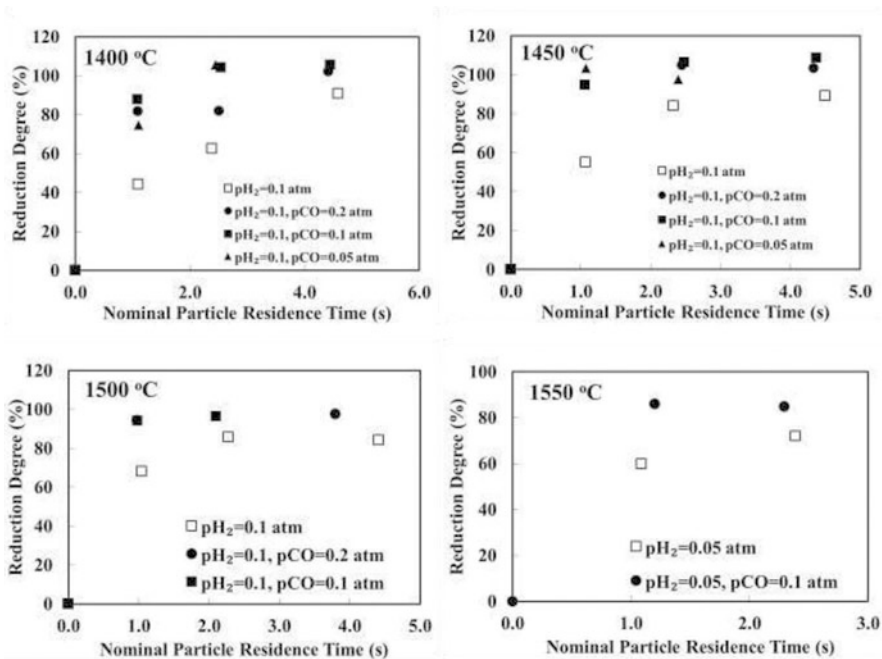 1400 °C
Reduction Degree (%)
120
100
80
60
40
20
0
pH₂=0.1 atm
pH₂=0.1, pCO=0.2 atm
pH₂=0.1, pCO=0.1 atm
pH₂=0.1, pCO=0.05 atm
0.0 2.0 4.0 6.0
Nominal Particle Residence Time (s)
1450 °C
Reduction Degree (%)
120
100
80
60
40
20
0
pH₂=0.1 atm
pH₂=0.1, pCO=0.2 atm
pH₂=0.1, pCO=0.1 atm
pH₂=0.1, pCO=0.05 atm
0.0 1.0 2.0 3.0 4.0 5.0
Nominal Particle Residence Time (s)
1500 °C
Reduction Degree (%)
120
100
80
60
40
20
0
pH₂=0.1 atm
pH₂=0.1, pCO=0.2 atm
pH₂=0.1, pCO=0.1 atm
0.0 1.0 2.0 3.0 4.0 5.0
Nominal Particle Residence Time (s)
1550 °C
Reduction Degree (%)
100
80
60
40
20
0
pH₂=0.05 atm
pH₂=0.05, pCO=0.1 atm
0.0 1.0 2.0 3.0
Nominal Particle Residence Time (s)